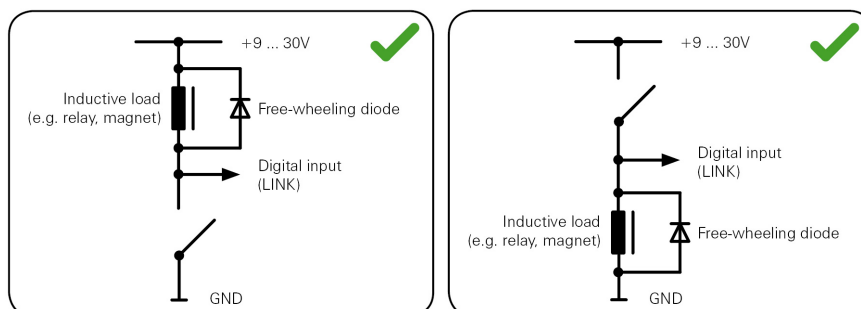 +9 ... 30V
Inductive load
(e.g. relay, magnet)
Free-wheeling diode
Digital input
(LINK)
GND
+9 ... 30V
Digital input
(LINK)
Inductive load
(e.g. relay, magnet)
Free-wheeling diode
GND